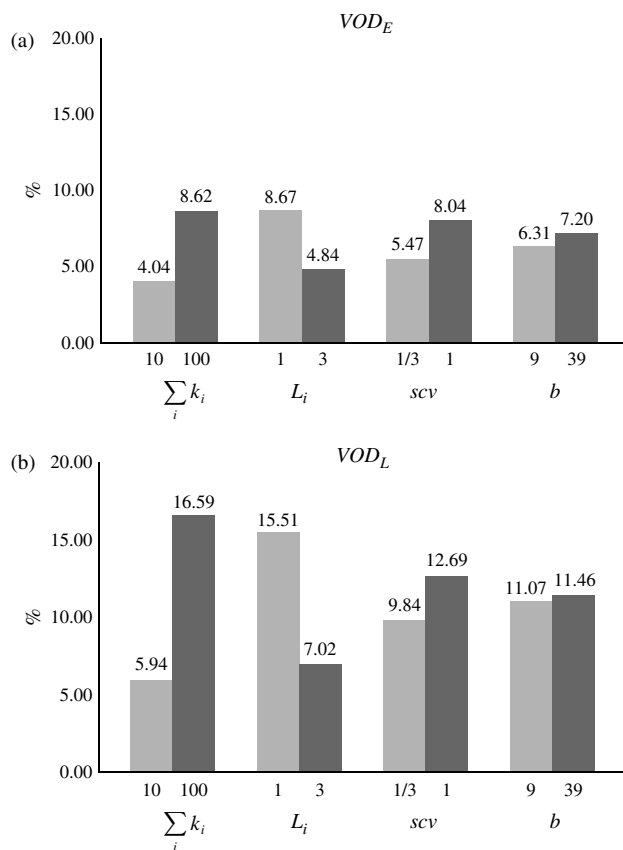 (a)
VOD_E
20.00
15.00
10.00
5.00
0.00
%
4.04 8.62 8.67 4.84 5.47 8.04 6.31 7.20
10 100 1 3 1/3 1 9 39
∑_i k_i L_i scv b
(b)
VOD_L
20.00
15.00
10.00
5.00
0.00
%
5.94 16.59 15.51 7.02 9.84 12.69 11.07 11.46
10 100 1 3 1/3 1 9 39
∑_i k_i L_i scv b